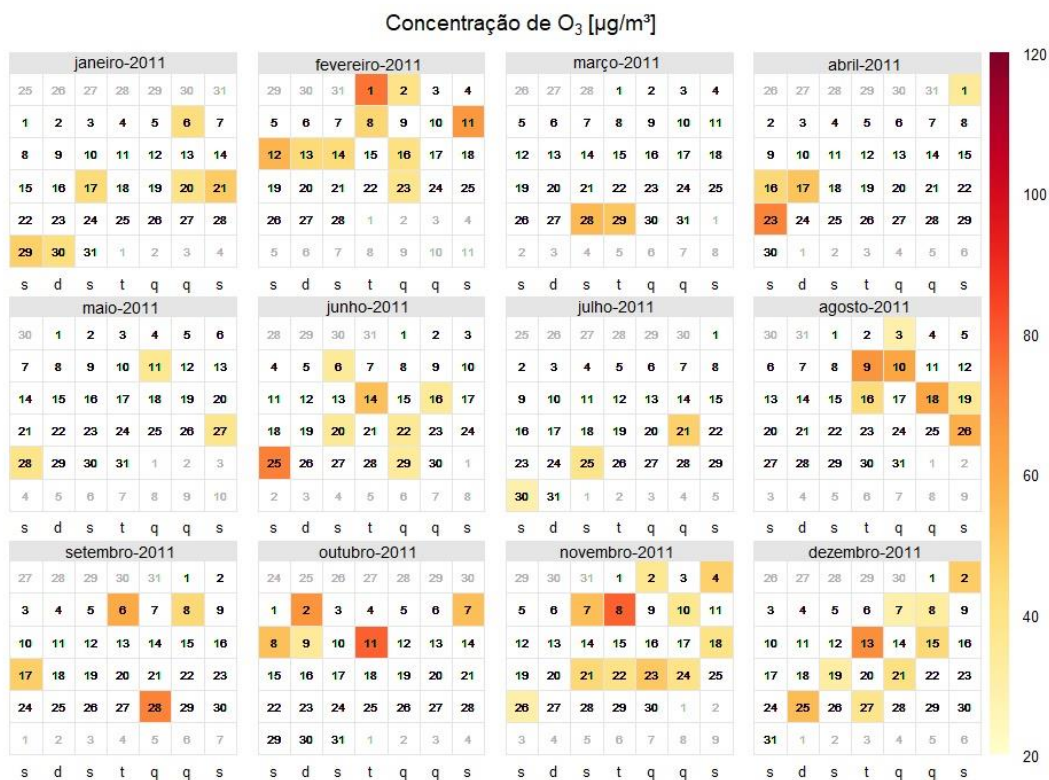 Concentração de O₃ [µg/m³]
janeiro-2011
25 26 27 28 29 30 31
1 2 3 4 5 6 7
8 9 10 11 12 13 14
15 16 17 18 19 20 21
22 23 24 25 26 27 28
29 30 31 1 2 3 4
s d s t q q s
fevereiro-2011
29 30 31 1 2 3 4
5 6 7 8 9 10 11
12 13 14 15 16 17 18
19 20 21 22 23 24 25
26 27 28 1 2 3 4
5 6 7 8 9 10 11
s d s t q q s
março-2011
26 27 28 1 2 3 4
5 6 7 8 9 10 11
12 13 14 15 16 17 18
19 20 21 22 23 24 25
26 27 28 29 30 31 1
2 3 4 5 6 7 8
s d s t q q s
abril-2011
26 27 28 29 30 31 1
2 3 4 5 6 7 8
9 10 11 12 13 14 15
16 17 18 19 20 21 22
23 24 25 26 27 28 29
30 1 2 3 4 5 6
s d s t q q s
maio-2011
30 1 2 3 4 5 6
7 8 9 10 11 12 13
14 15 16 17 18 19 20
21 22 23 24 25 26 27
28 29 30 31 1 2 3
4 5 6 7 8 9 10
s d s t q q s
junho-2011
28 29 30 31 1 2 3
4 5 6 7 8 9 10
11 12 13 14 15 16 17
18 19 20 21 22 23 24
25 26 27 28 29 30 1
2 3 4 5 6 7 8
s d s t q q s
julho-2011
25 26 27 28 29 30 1
2 3 4 5 6 7 8
9 10 11 12 13 14 15
16 17 18 19 20 21 22
23 24 25 26 27 28 29
30 31 1 2 3 4 5
s d s t q q s
agosto-2011
30 31 1 2 3 4 5
6 7 8 9 10 11 12
13 14 15 16 17 18 19
20 21 22 23 24 25 26
27 28 29 30 31 1 2
3 4 5 6 7 8 9
s d s t q q s
setembro-2011
27 28 29 30 31 1 2
3 4 5 6 7 8 9
10 11 12 13 14 15 16
17 18 19 20 21 22 23
24 25 26 27 28 29 30
1 2 3 4 5 6 7
s d s t q q s
outubro-2011
24 25 26 27 28 29 30
1 2 3 4 5 6 7
8 9 10 11 12 13 14
15 16 17 18 19 20 21
22 23 24 25 26 27 28
29 30 31 1 2 3 4
s d s t q q s
novembro-2011
29 30 31 1 2 3 4
5 6 7 8 9 10 11
12 13 14 15 16 17 18
19 20 21 22 23 24 25
26 27 28 29 30 1 2
3 4 5 6 7 8 9
s d s t q q s
dezembro-2011
26 27 28 29 30 1 2
3 4 5 6 7 8 9
10 11 12 13 14 15 16
17 18 19 20 21 22 23
24 25 26 27 28 29 30
31 1 2 3 4 5 6
s d s t q q s
120
100
80
60
40
20